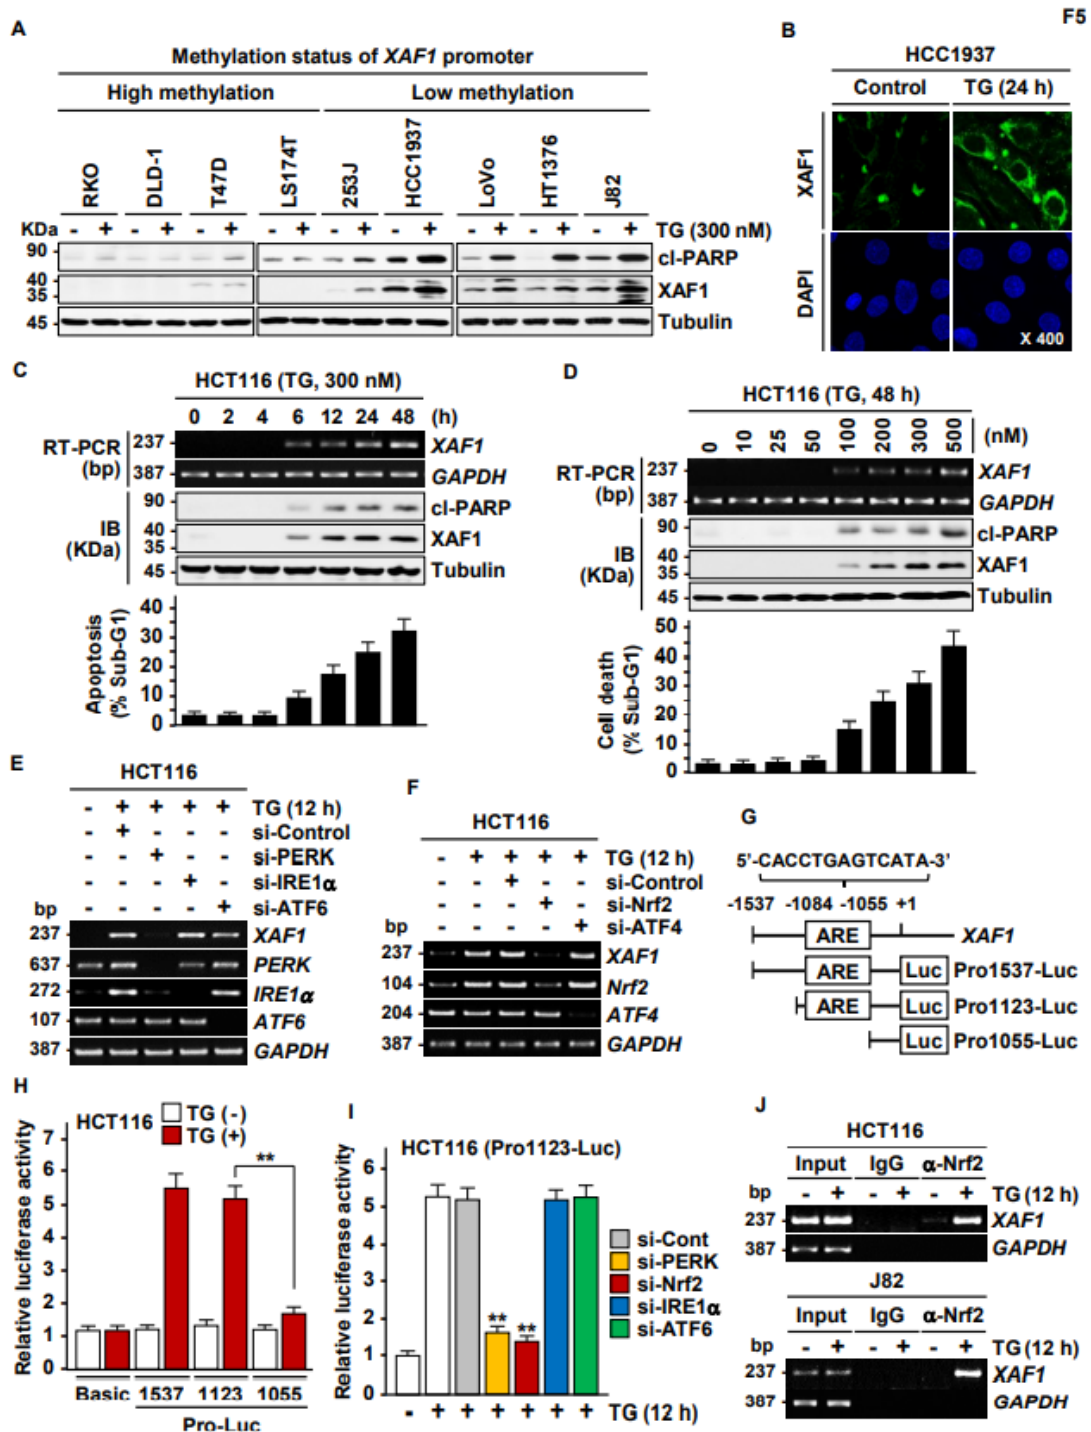 F5
A
Methylation status of XAF1 promoter
High methylation
Low methylation
RKO
DLD-1
T47D
LS174T
253J
HCC1937
LoVo
HT1376
J82
KDa - + - + - + - + - + - + - + - + - + TG (300 nM)
90 cl-PARP
40
35 XAF1
45 Tubulin
B
HCC1937
Control TG (24 h)
XAF1
DAPI
X 400
C
HCT116 (TG, 300 nM)
0 2 4 6 12 24 48 (h)
RT-PCR (bp)
237 XAF1
387 GAPDH
IB (KDa)
90 cl-PARP
40
35 XAF1
45 Tubulin
Apoptosis (% Sub-G1)
40
30
20
10
0
D
HCT116 (TG, 48 h)
0 10 25 50 100 200 300 500 (nM)
RT-PCR (bp)
237 XAF1
387 GAPDH
IB (KDa)
90 cl-PARP
40
35 XAF1
45 Tubulin
Cell death (% Sub-G1)
50
40
30
20
10
0
E
HCT116
- + + + + TG (12 h)
- + - - - si-Control
- - + - - si-PERK
- - - + - si-IRE1α
- - - - + si-ATF6
bp
237 XAF1
637 PERK
272 IRE1α
107 ATF6
387 GAPDH
F
HCT116
- + + + + TG (12 h)
- - + - - si-Control
- - - + - si-Nrf2
- - - - + si-ATF4
bp
237 XAF1
104 Nrf2
204 ATF4
387 GAPDH
G
5'-CACCTGAGTCATA-3'
-1537 -1084 -1055 +1
ARE XAF1
ARE Luc Pro1537-Luc
ARE Luc Pro1123-Luc
Luc Pro1055-Luc
H
HCT116
TG (-)
TG (+)
**
Relative luciferase activity
7
6
5
4
3
2
1
0
Basic 1537 1123 1055
Pro-Luc
I
HCT116 (Pro1123-Luc)
Relative luciferase activity
6
5
4
3
2
1
0
** **
si-Cont
si-PERK
si-Nrf2
si-IRE1α
si-ATF6
- + + + + + + TG (12 h)
J
HCT116
Input IgG α-Nrf2
bp - + - + - + TG (12 h)
237 XAF1
387 GAPDH
J82
Input IgG α-Nrf2
bp - + - + - + TG (12 h)
237 XAF1
387 GAPDH